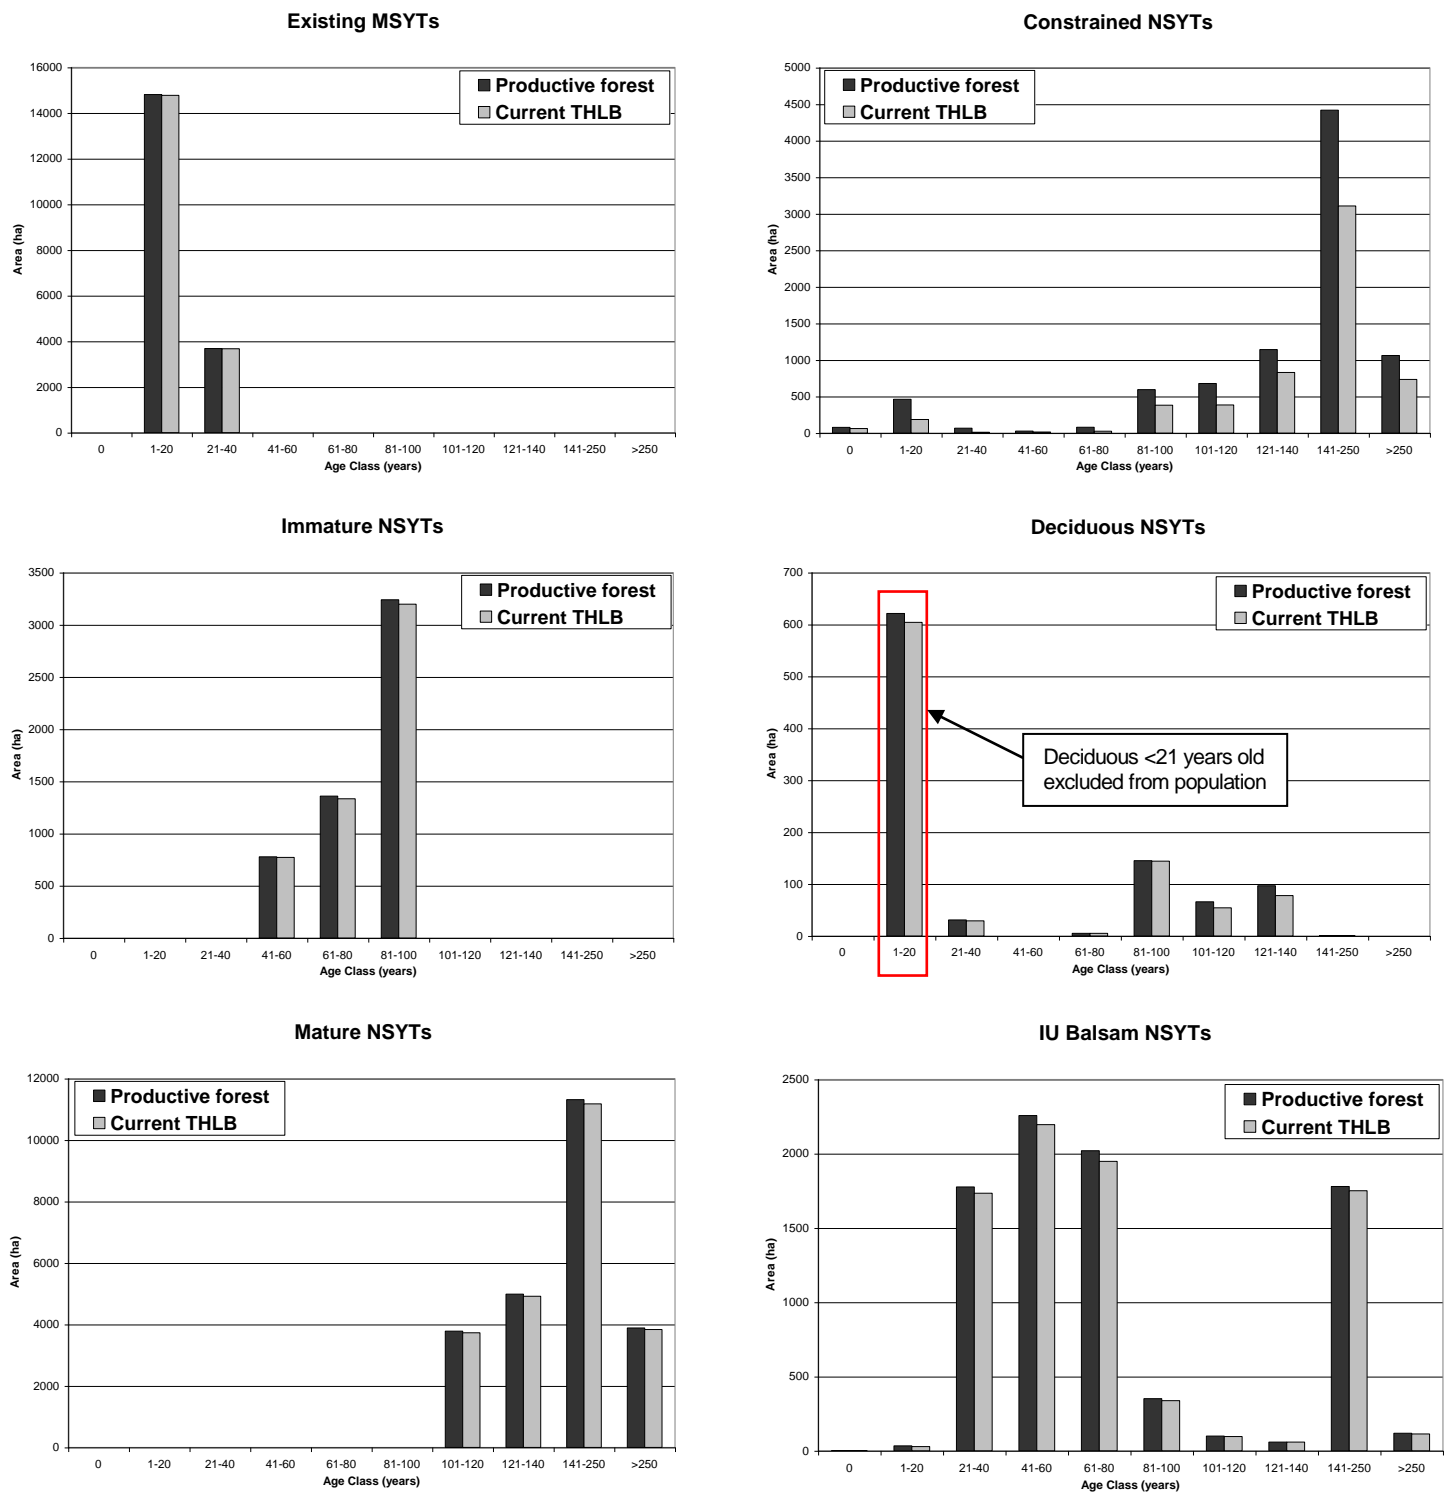 Existing MSYTs
16000
14000
12000
10000
8000
6000
4000
2000
0
Area (ha)
Productive forest
Current THLB
0 1-20 21-40 41-60 61-80 81-100 101-120 121-140 141-250 >250
Age Class (years)
Constrained NSYTs
5000
4500
4000
3500
3000
2500
2000
1500
1000
500
0
Area (ha)
Productive forest
Current THLB
0 1-20 21-40 41-60 61-80 81-100 101-120 121-140 141-250 >250
Age Class (years)
Immature NSYTs
3500
3000
2500
2000
1500
1000
500
0
Area (ha)
Productive forest
Current THLB
0 1-20 21-40 41-60 61-80 81-100 101-120 121-140 141-250 >250
Age Class (years)
Deciduous NSYTs
700
600
500
400
300
200
100
0
Area (ha)
Productive forest
Current THLB
Deciduous <21 years old
excluded from population
0 1-20 21-40 41-60 61-80 81-100 101-120 121-140 141-250 >250
Age Class (years)
Mature NSYTs
12000
10000
8000
6000
4000
2000
0
Area (ha)
Productive forest
Current THLB
0 1-20 21-40 41-60 61-80 81-100 101-120 121-140 141-250 >250
Age Class (years)
IU Balsam NSYTs
2500
2000
1500
1000
500
0
Area (ha)
Productive forest
Current THLB
0 1-20 21-40 41-60 61-80 81-100 101-120 121-140 141-250 >250
Age Class (years)